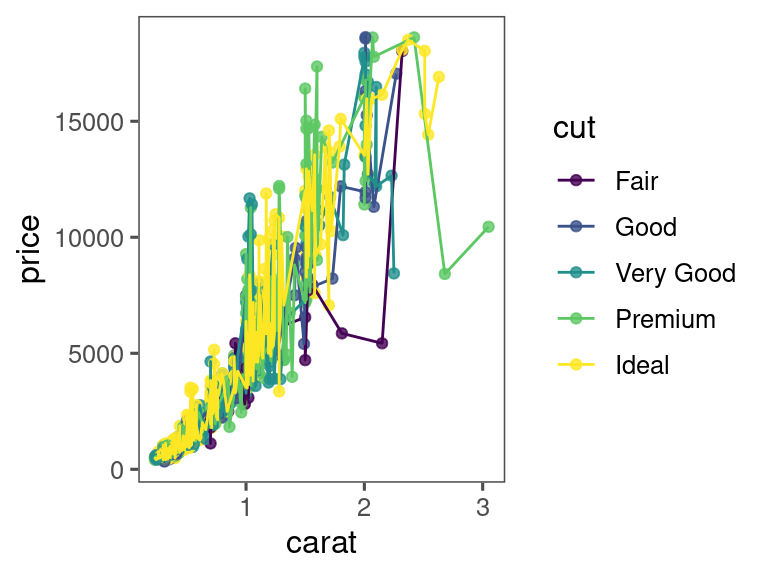 15000
10000
5000
0
price
1 2 3
carat
cut
Fair
Good
Very Good
Premium
Ideal